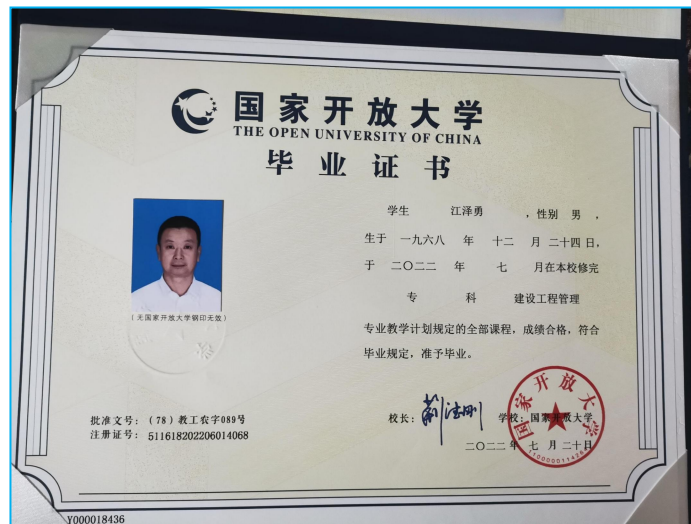 国家开放大学
THE OPEN UNIVERSITY OF CHINA
毕业证书
学生 江泽勇 ，性别 男 ，
生于 一九六八 年 十二 月 二十四日，
于 二〇二二 年 七 月在本校修完
专 科 建设工程管理
专业教学计划规定的全部课程，成绩合格，符合
毕业规定，准予毕业。
（无国家开放大学钢印无效）
批准文号：（78）教工农字089号
注册证号：511618202206014068
校长： 学校：国家开放大学
二〇二二年 七 月 二十日
国家开放大学
Y000018436